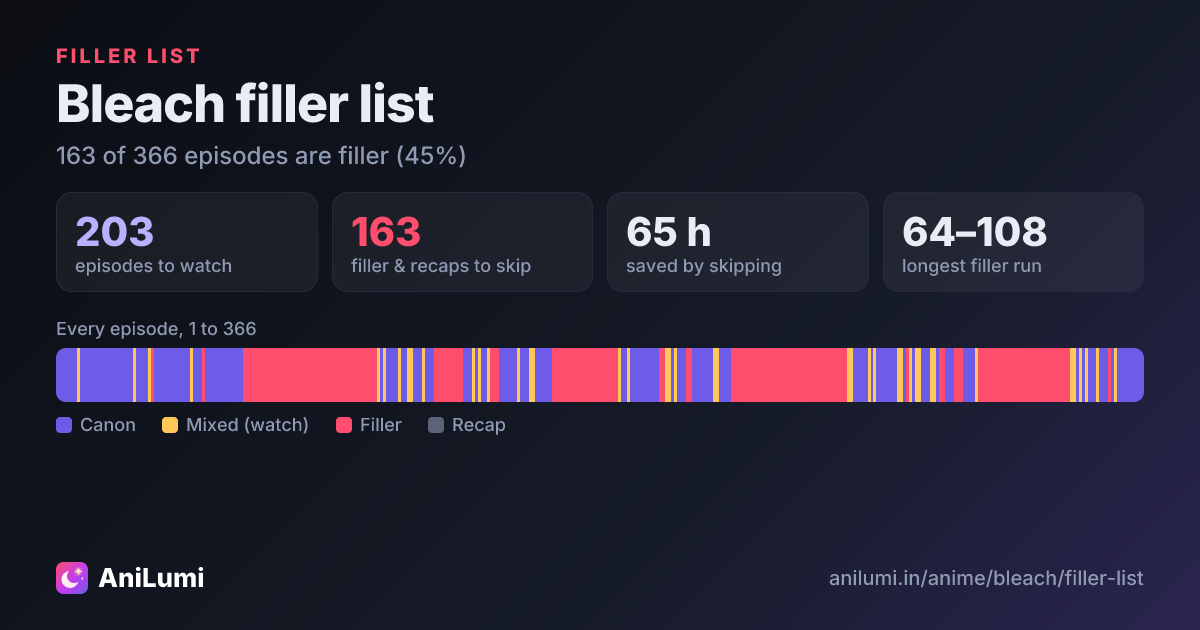 FILLER LIST
Bleach filler list
163 of 366 episodes are filler (45%)
203
episodes to watch
163
filler & recaps to skip
65 h
saved by skipping
64–108
longest filler run
Every episode, 1 to 366
Canon
Mixed (watch)
Filler
Recap
AniLumi
anilumi.in/anime/bleach/filler-list